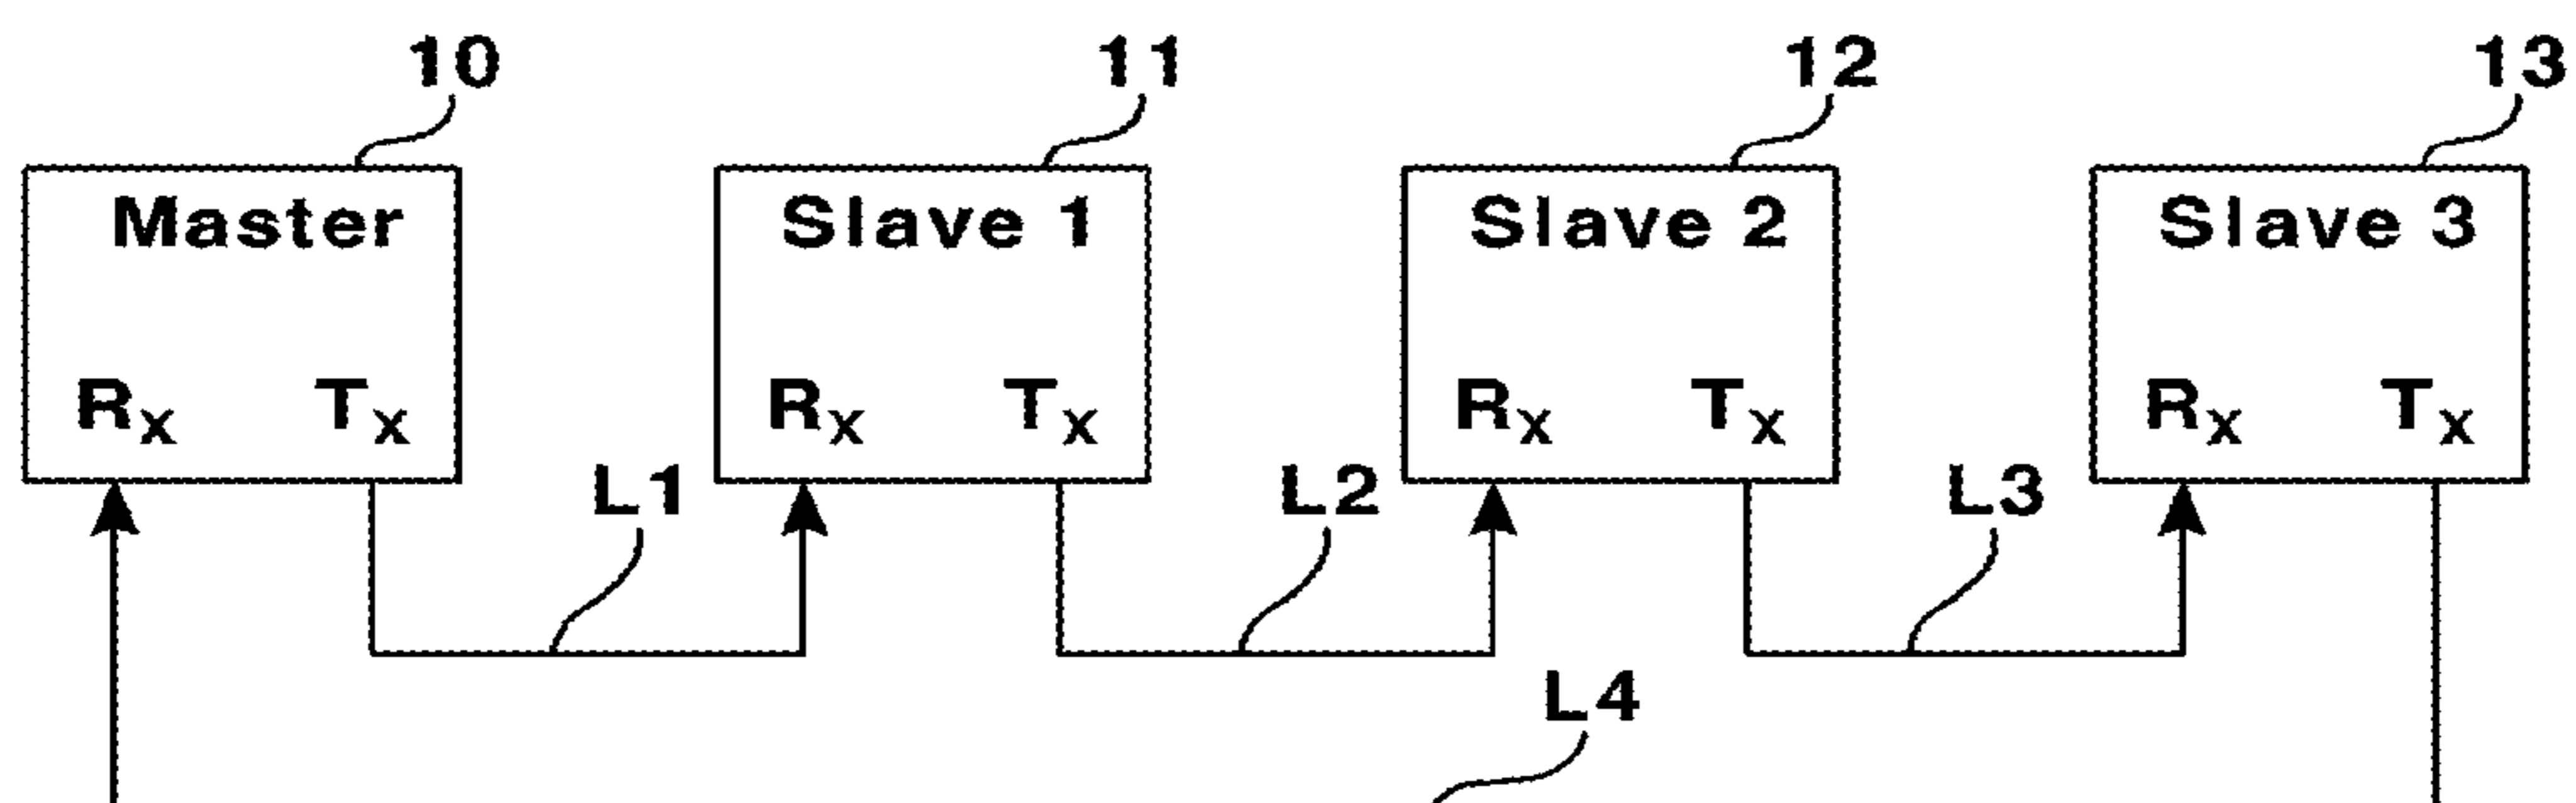 10 11 12 13
Master Slave 1 Slave 2 Slave 3
Rx Tx Rx Tx Rx Tx Rx Tx
L1 L2 L3
L4